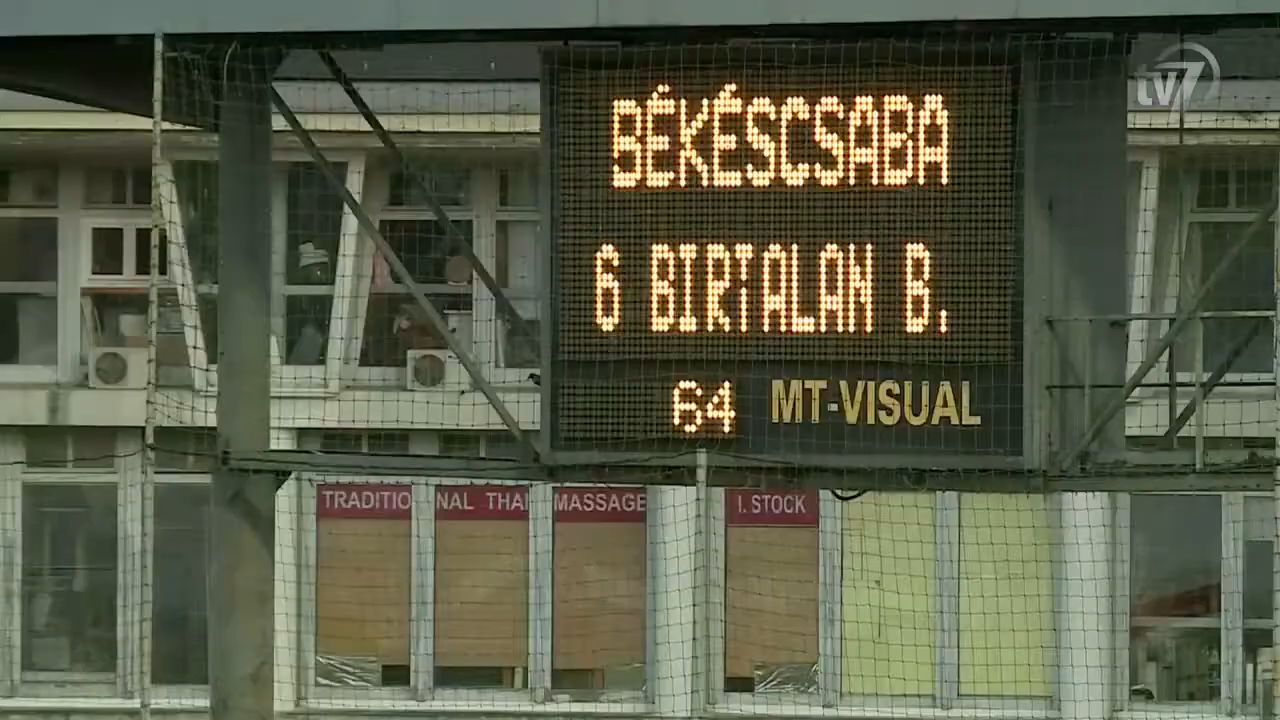 tv7
BÉKÉSCSABA
6 BIRTALAN B.
64 MT-VISUAL
TRADITIONAL THAI MASSAGE I. STOCK